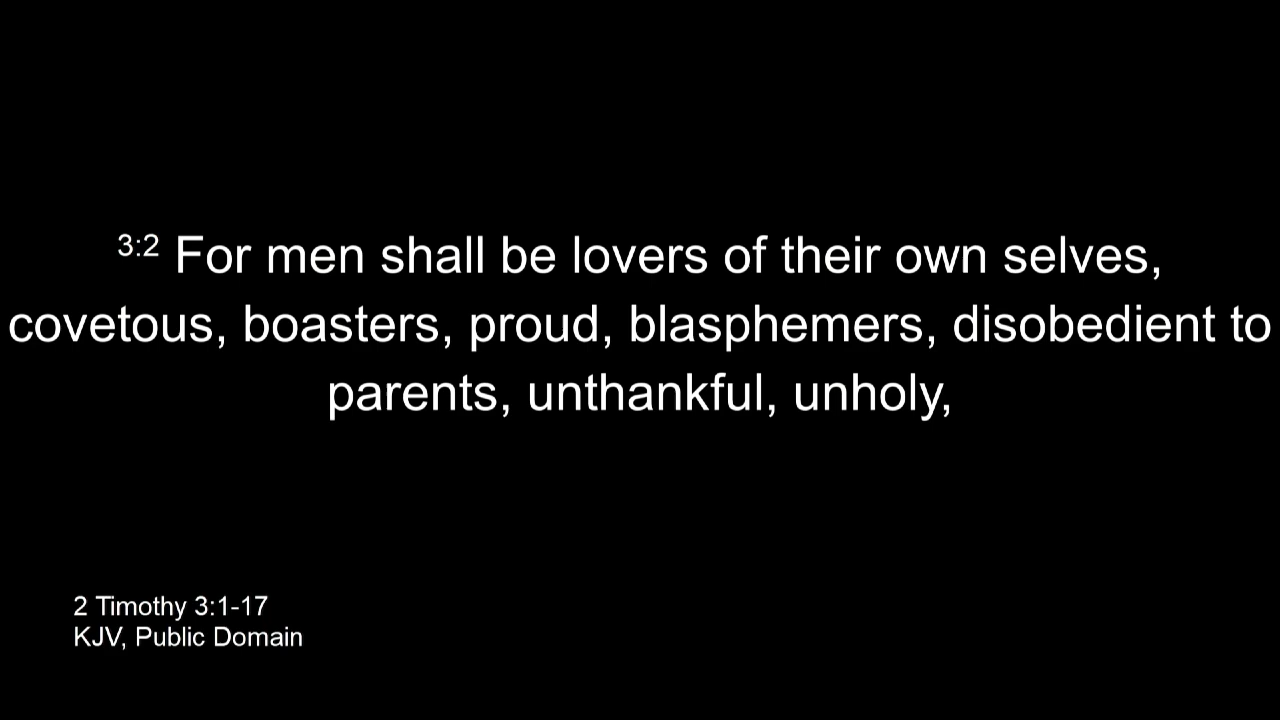 3:2 For men shall be lovers of their own selves,
covetous, boasters, proud, blasphemers, disobedient to
parents, unthankful, unholy,
2 Timothy 3:1-17
KJV, Public Domain